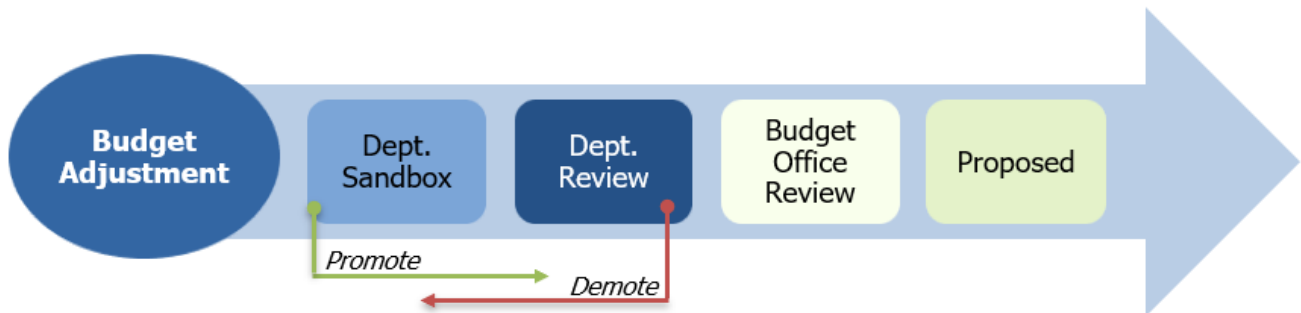 Budget
Adjustment
Dept.
Sandbox
Dept.
Review
Budget
Office
Review
Proposed
Promote
Demote